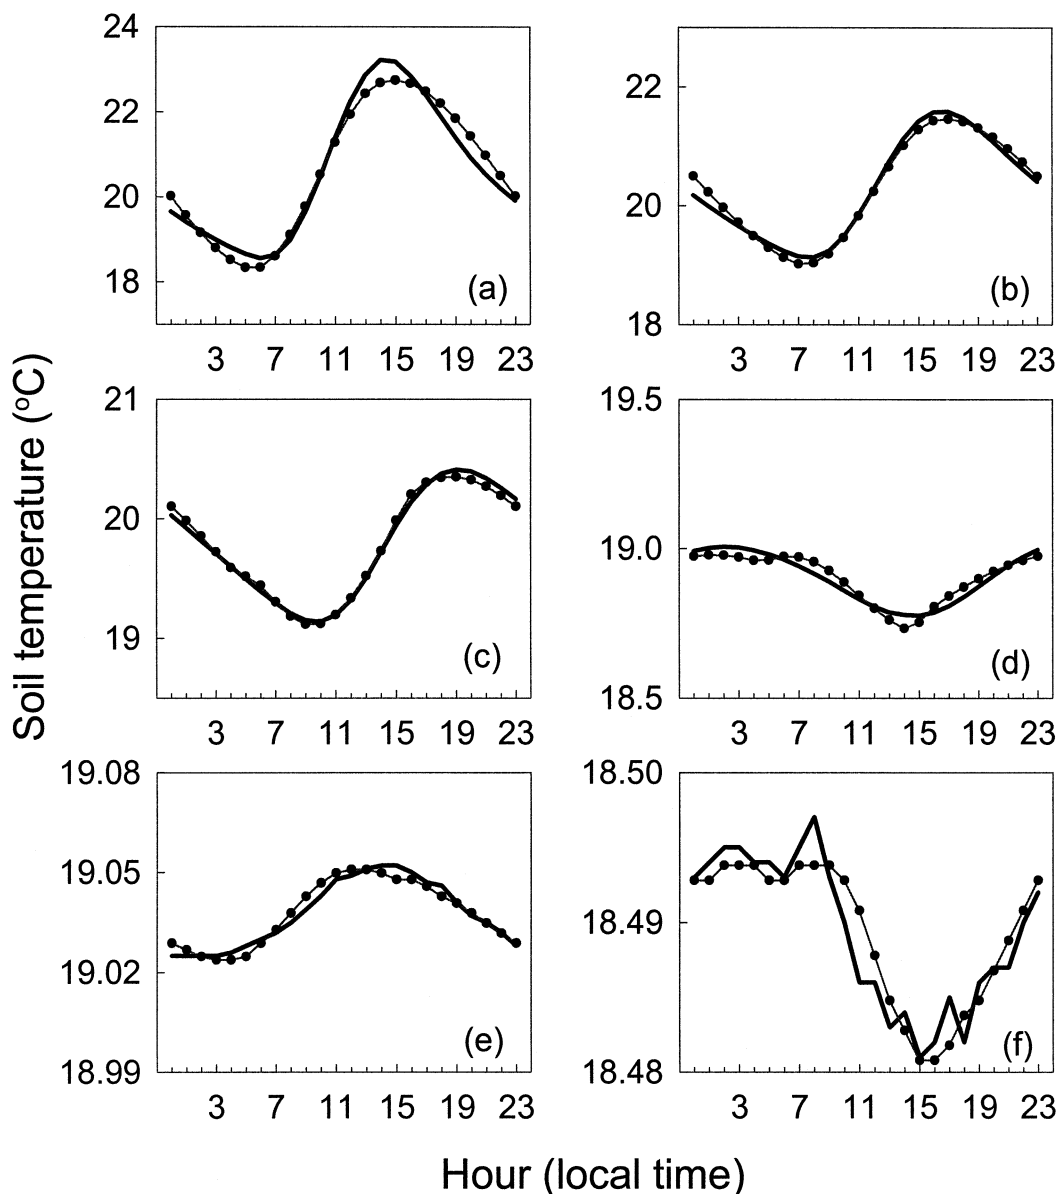 24
22
20
18
(a)
3 7 11 15 19 23
22
20
18
(b)
3 7 11 15 19 23
Soil temperature (ºC)
21
20
19
(c)
3 7 11 15 19 23
19.5
19.0
18.5
(d)
3 7 11 15 19 23
19.08
19.05
19.02
18.99
(e)
3 7 11 15 19 23
18.50
18.49
18.48
(f)
3 7 11 15 19 23
Hour (local time)